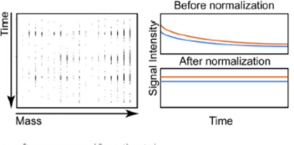 Time
Mass
Before normalization
Signal Intensity
After normalization
Time